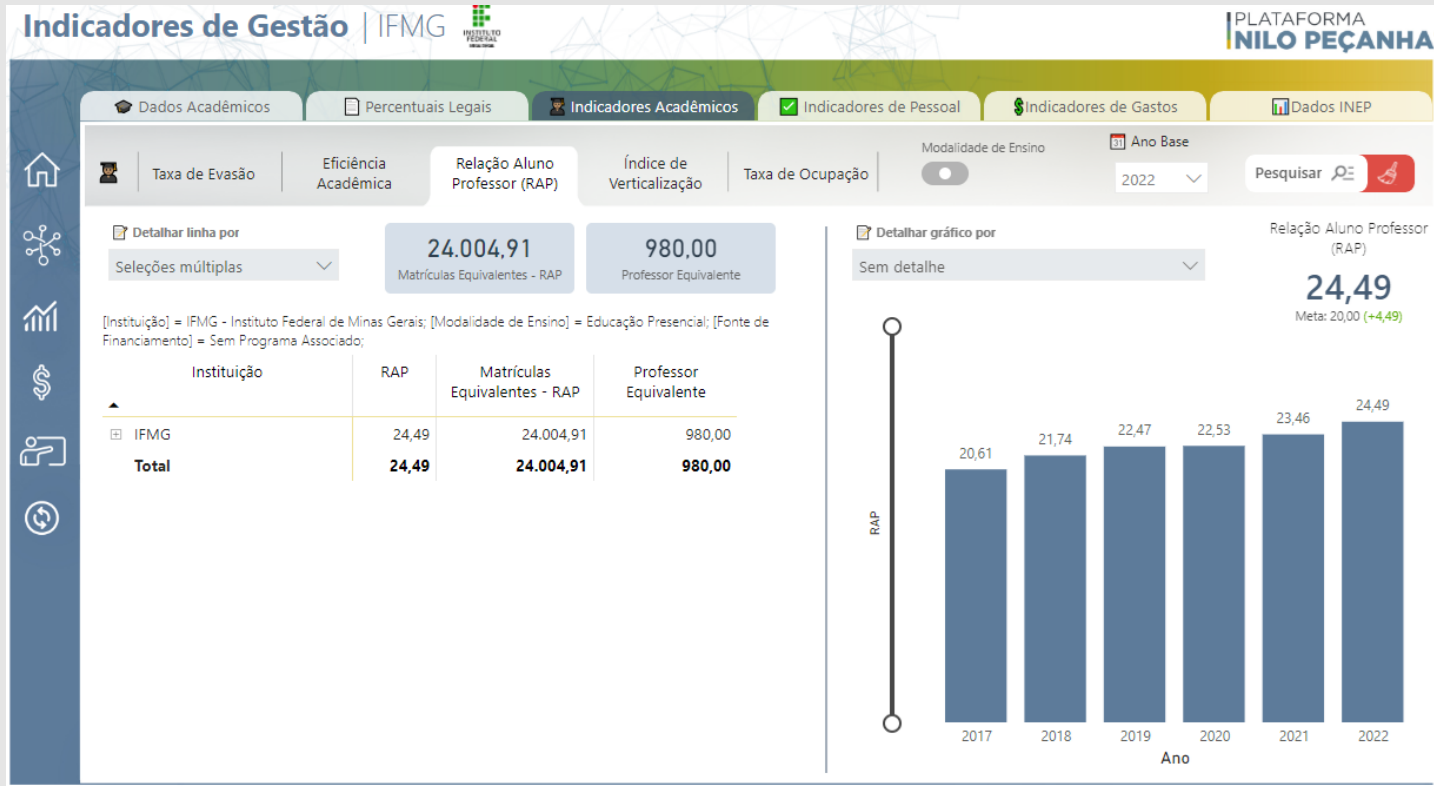 Indicadores de Gestão | IFMG
INSTITUTO
FEDERAL
PLATAFORMA
NILO PEÇANHA
Dados Acadêmicos
Percentuais Legais
Indicadores Acadêmicos
Indicadores de Pessoal
Indicadores de Gastos
Dados INEP
Taxa de Evasão
Eficiência
Acadêmica
Relação Aluno
Professor (RAP)
Índice de
Verticalização
Taxa de Ocupação
Modalidade de Ensino
31 Ano Base
2022
Pesquisar
Detalhar linha por
Seleções múltiplas
24.004,91
Matrículas Equivalentes - RAP
980,00
Professor Equivalente
[Instituição] = IFMG - Instituto Federal de Minas Gerais; [Modalidade de Ensino] = Educação Presencial; [Fonte de
Financiamento] = Sem Programa Associado;
Instituição
RAP
Matrículas
Equivalentes - RAP
Professor
Equivalente
IFMG 24,49 24.004,91 980,00
Total 24,49 24.004,91 980,00
Detalhar gráfico por
Sem detalhe
Relação Aluno Professor
(RAP)
24,49
Meta: 20,00 (+4,49)
RAP
20,61 21,74 22,47 22,53 23,46 24,49
2017 2018 2019 2020 2021 2022
Ano